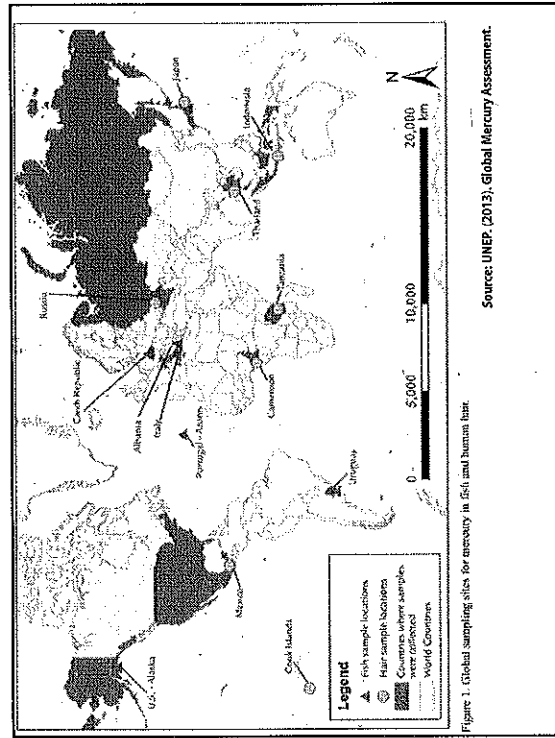 U.S. - Alaska
Mexico
Cook Islands
Uruguay
Portugal - Azores
Czech Republic
Albania
Italy
Russia
Cameroon
Tanzania
Thailand
Indonesia
Japan
Legend
Fish sample locations
Hair sample locations
Countries where samples
were collected
World Countries
0
5,000
10,000
20,000
km
N
Figure 1. Global sampling sites for mercury in fish and human hair.
Source: UNEP. (2013). Global Mercury Assessment.